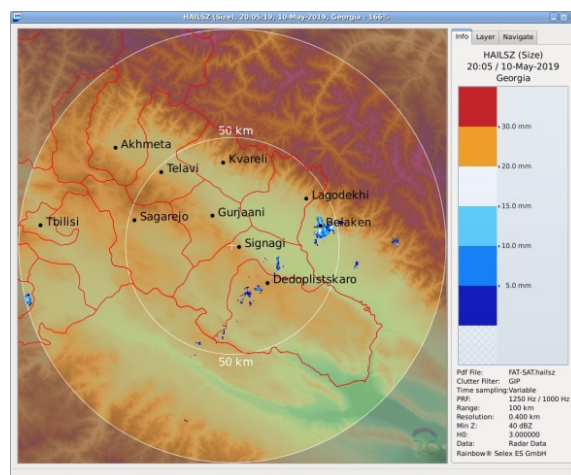 HAILSZ (Size), 20:05:19, 10-May-2019, Georgia : 166%
Info Layer Navigate
HAILSZ (Size)
20:05 / 10-May-2019
Georgia
30.0 mm
20.0 mm
15.0 mm
10.0 mm
5.0 mm
50 km
Akhmeta
Kvareli
Telavi
Lagodekhi
Tbilisi
Sagarejo
Gurjaani
Belaken
Signagi
Dedoplistskaro
50 km
Pdf File: FAT-SAT.hailsz
Clutter Filter: GIP
Time sampling:Variable
PRF: 1250 Hz / 1000 Hz
Range: 100 km
Resolution: 0.400 km
Min Z: 40 dBZ
H0: 3.000000
Data: Radar Data
Rainbow® Selex ES GmbH